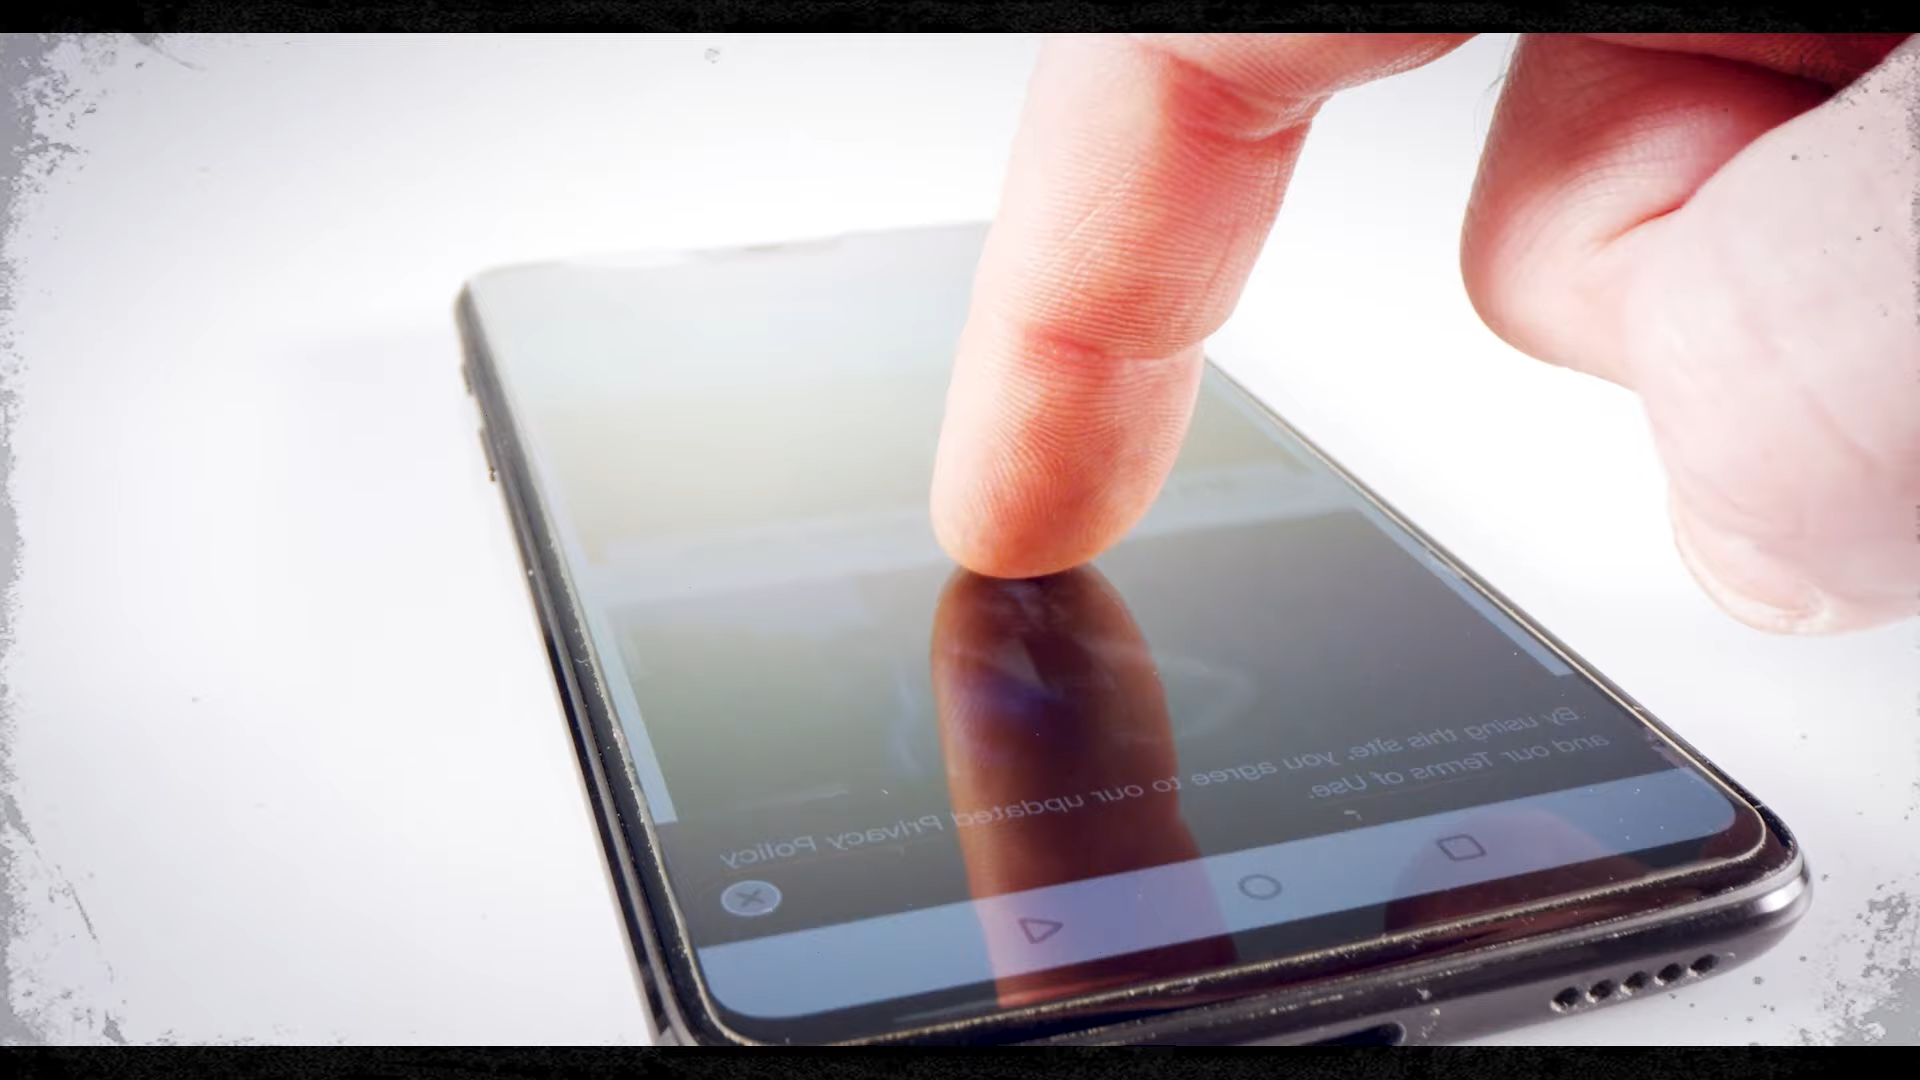 By using this site, you agree to our updated Privacy Policy
and our Terms of Use.